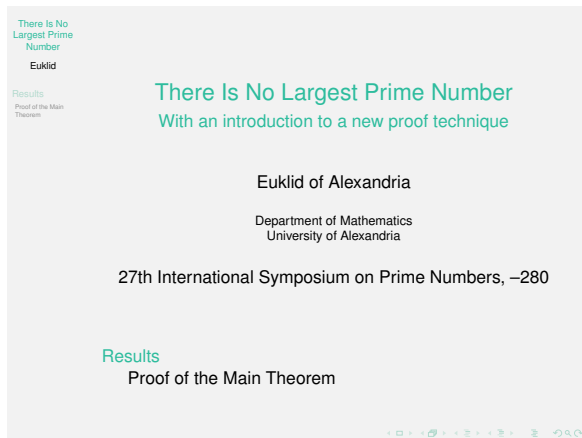 There Is No
Largest Prime
Number
Euklid
Results
Proof of the Main
Theorem
There Is No Largest Prime Number
With an introduction to a new proof technique
Euklid of Alexandria
Department of Mathematics
University of Alexandria
27th International Symposium on Prime Numbers, –280
Results
Proof of the Main Theorem